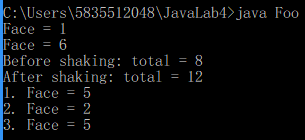 C:\Users\5835512048\JavaLab4>java Foo
Face = 1
Face = 6
Before shaking: total = 8
After shaking: total = 12
1. Face = 5
2. Face = 2
3. Face = 5